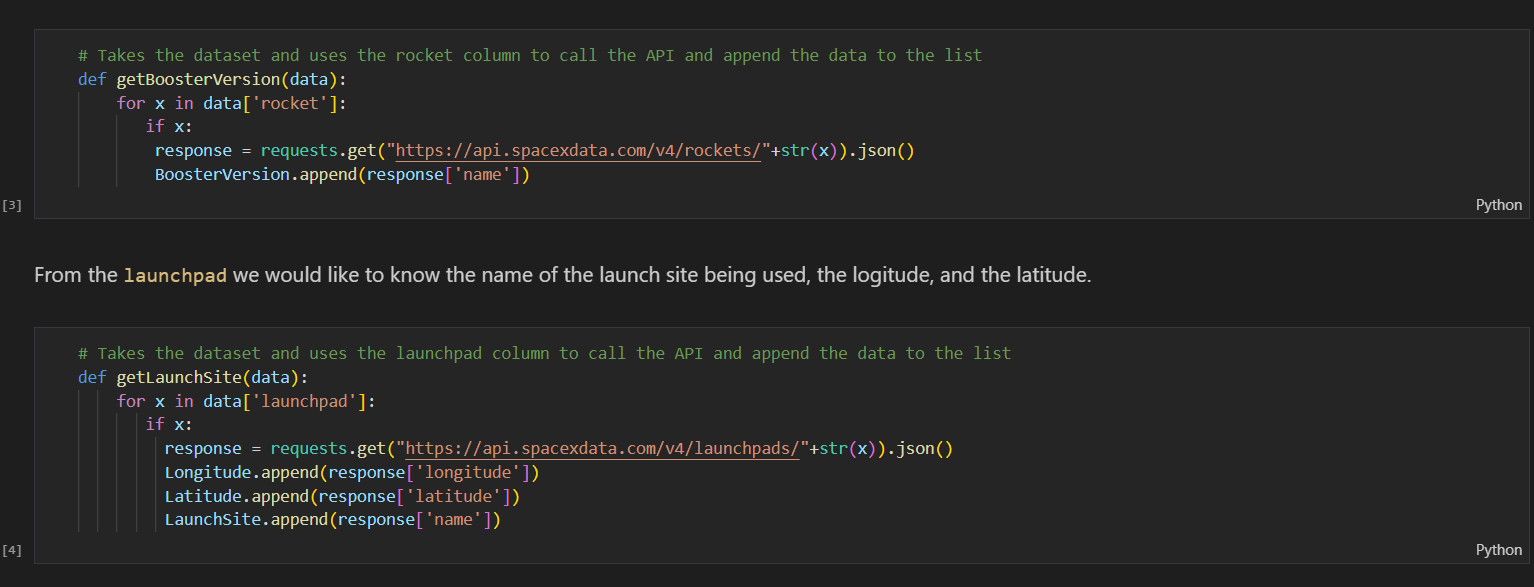 # Takes the dataset and uses the rocket column to call the API and append the data to the list
def getBoosterVersion(data):
    for x in data['rocket']:
       if x:
        response = requests.get("https://api.spacexdata.com/v4/rockets/"+str(x)).json()
        BoosterVersion.append(response['name'])
[3]
Python
From the launchpad we would like to know the name of the launch site being used, the logitude, and the latitude.
# Takes the dataset and uses the launchpad column to call the API and append the data to the list
def getLaunchSite(data):
    for x in data['launchpad']:
       if x:
         response = requests.get("https://api.spacexdata.com/v4/launchpads/"+str(x)).json()
         Longitude.append(response['longitude'])
         Latitude.append(response['latitude'])
         LaunchSite.append(response['name'])
[4]
Python